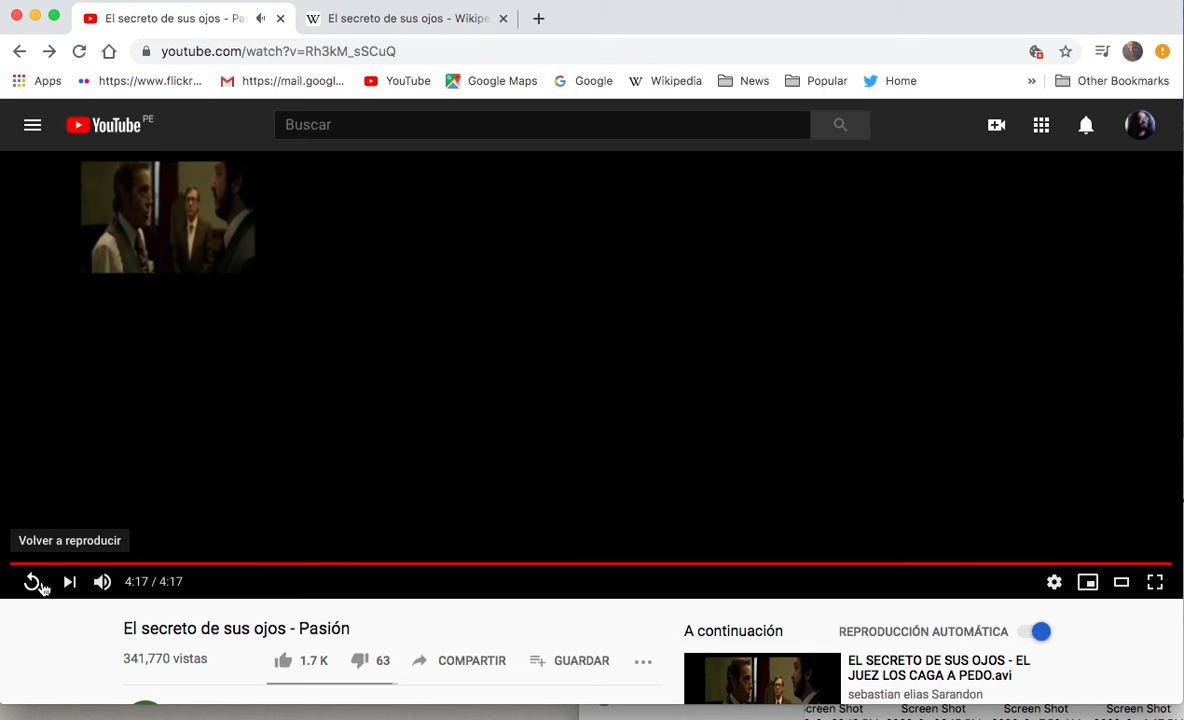 El secreto de sus ojos - Pa
El secreto de sus ojos - Wikipe
youtube.com/watch?v=Rh3kM_sSCuQ
Apps https://www.flickr... https://mail.googl... YouTube Google Maps Google Wikipedia News Popular Home » Other Bookmarks
YouTube PE Buscar
Volver a reproducir
4:17 / 4:17
El secreto de sus ojos - Pasión
341,770 vistas 1.7 K 63 COMPARTIR GUARDAR
A continuación REPRODUCCIÓN AUTOMÁTICA
EL SECRETO DE SUS OJOS - EL
JUEZ LOS CAGA A PEDO.avi
sebastian elias Sarandon
Screen Shot Screen Shot Screen Shot Screen Shot